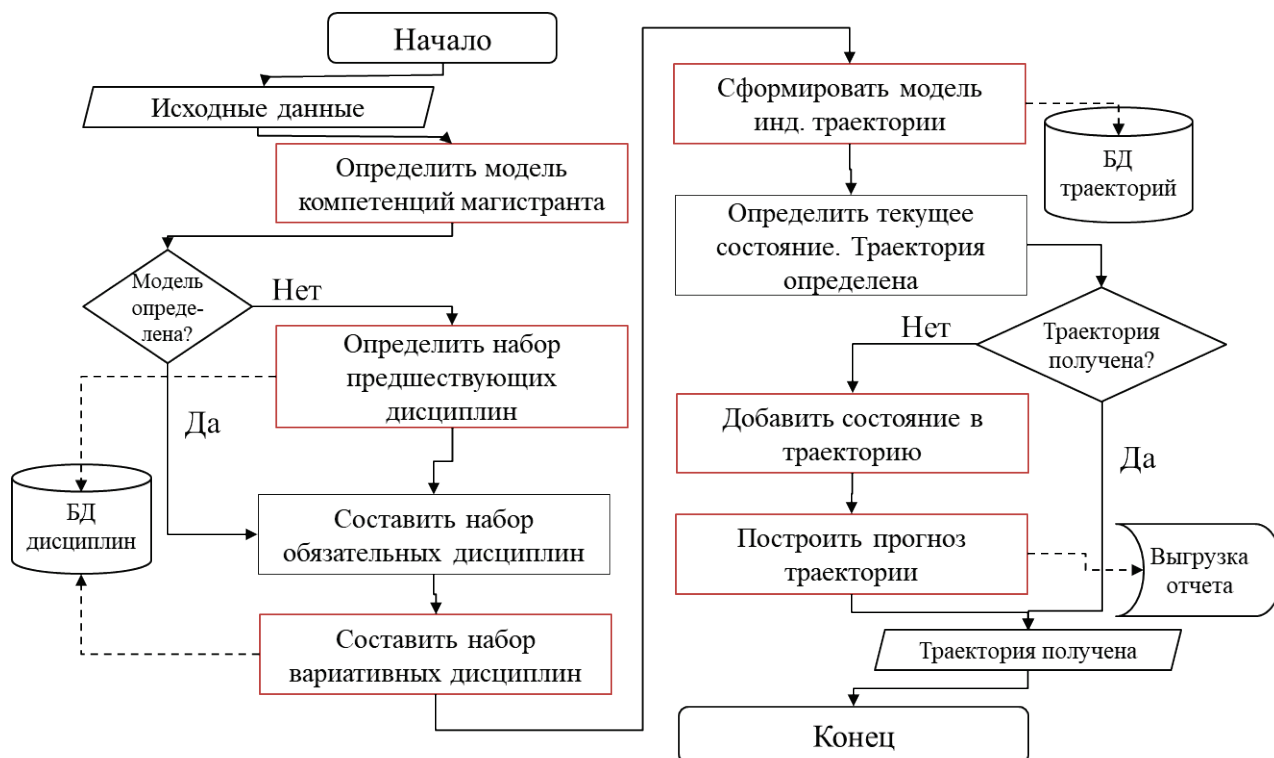 Начало
Исходные данные
Определить модель
компетенций магистранта
Модель
опреде-
лена?
Нет
Определить набор
предшествующих
дисциплин
Да
БД
дисциплин
Составить набор
обязательных дисциплин
Составить набор
вариативных дисциплин
Сформировать модель
инд. траектории
БД
траекторий
Определить текущее
состояние. Траектория
определена
Нет
Траектория
получена?
Добавить состояние в
траекторию
Да
Построить прогноз
траектории
Выгрузка
отчета
Траектория получена
Конец